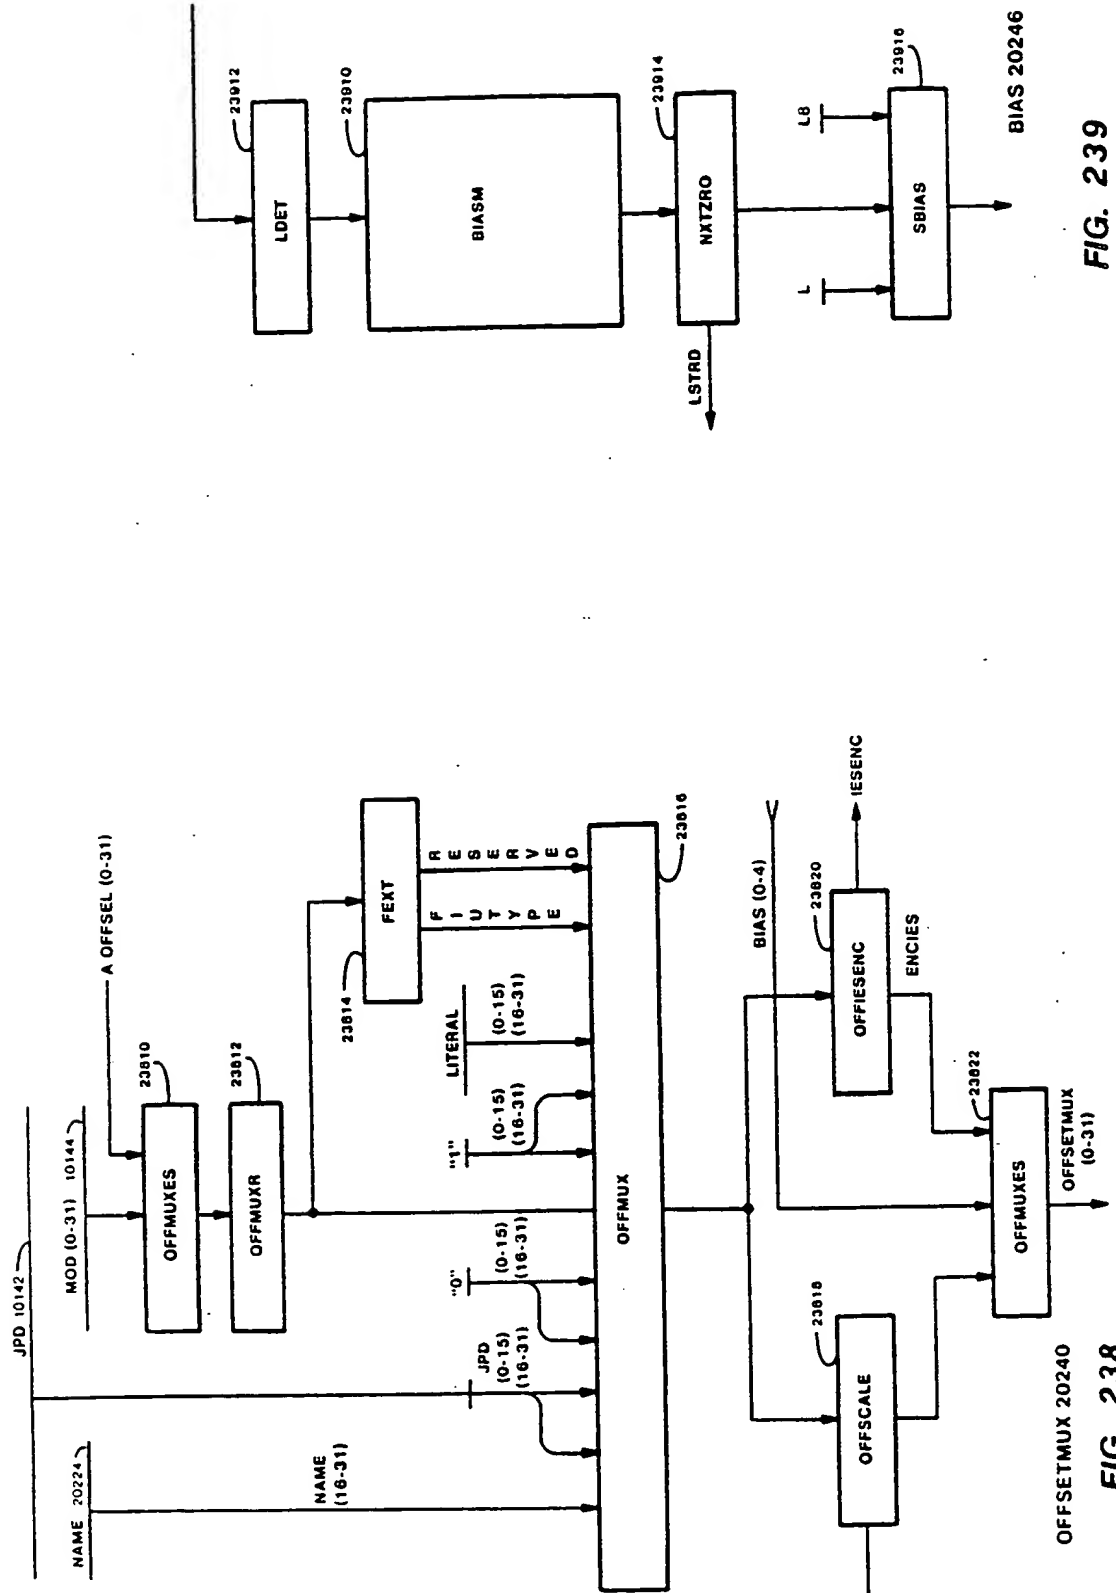 JPD 10142
NAME 20224
MOD (0-31) 10144
A OFFSEL (0-31)
23810
OFFMUXES
23812
OFFMUXR
23814
FEXT
FIUTYPE
RESERVED
NAME
(16-31)
JPD
(0-15)
(16-31)
"0"
(0-15)
(16-31)
"1"
(0-15)
(16-31)
LITERAL
(0-15)
(16-31)
OFFMUX
23816
BIAS (0-4)
23818
OFFSCALE
23820
OFFIESENC
IESENC
ENCIES
23822
OFFMUXES
OFFSETMUX
(0-31)
OFFSETMUX 20240
FIG. 238
23912
LDET
23910
BIASM
23914
NXTZRO
LSTRD
L
L8
23916
SBIAS
BIAS 20246
FIG. 239